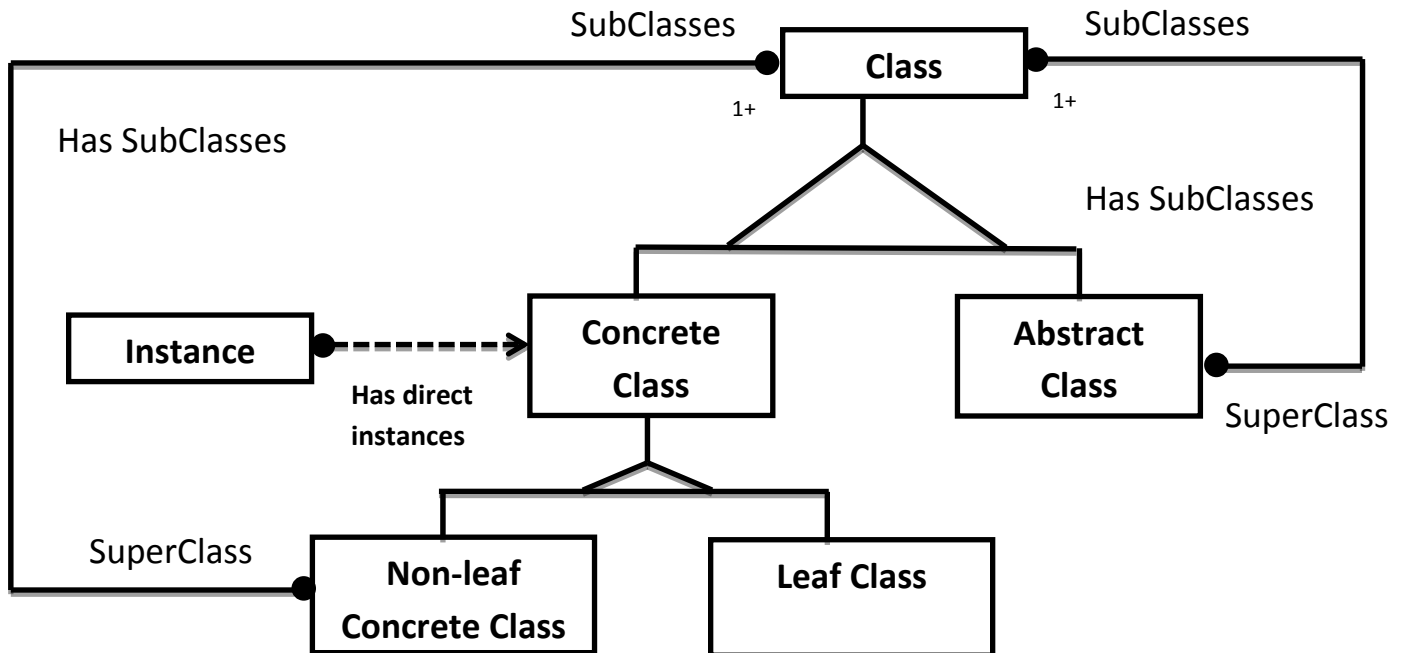 SubClasses
SubClasses
Class
1+
1+
Has SubClasses
Has SubClasses
Instance
Concrete
Class
Abstract
Class
Has direct
instances
SuperClass
SuperClass
Non-leaf
Concrete Class
Leaf Class